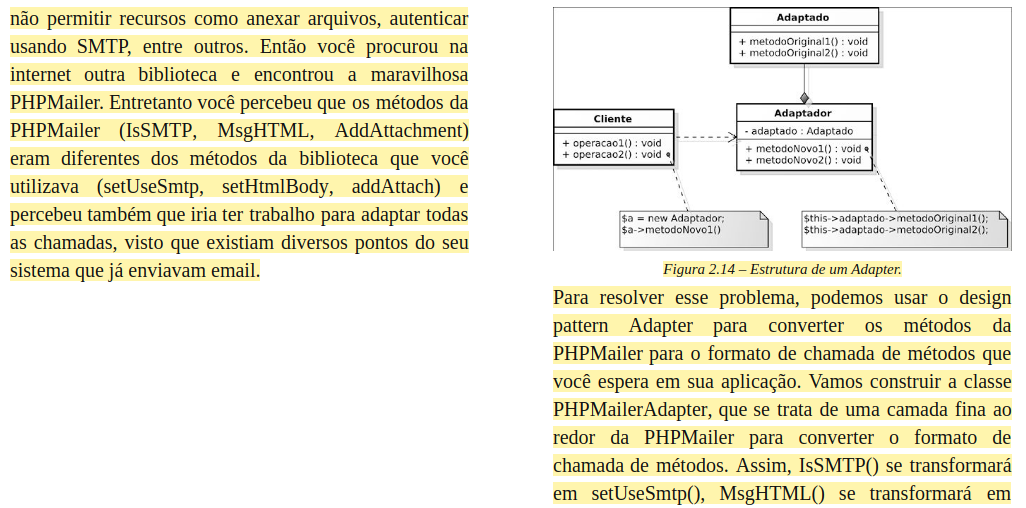 não permitir recursos como anexar arquivos, autenticar
usando SMTP, entre outros. Então você procurou na
internet outra biblioteca e encontrou a maravilhosa
PHPMailer. Entretanto você percebeu que os métodos da
PHPMailer (IsSMTP, MsgHTML, AddAttachment)
eram diferentes dos métodos da biblioteca que você
utilizava (setUseSmtp, setHtmlBody, addAttach) e
percebeu também que iria ter trabalho para adaptar todas
as chamadas, visto que existiam diversos pontos do seu
sistema que já enviavam email.
Adaptado
+ metodoOriginal1() : void
+ metodoOriginal2() : void
Cliente
+ operacao1() : void
+ operacao2() : void
Adaptador
- adaptado : Adaptado
+ metodoNovo1() : void
+ metodoNovo2() : void
$a = new Adaptador;
$a->metodoNovo1()
$this->adaptado->metodoOriginal1();
$this->adaptado->metodoOriginal2();
Figura 2.14 – Estrutura de um Adapter.
Para resolver esse problema, podemos usar o design
pattern Adapter para converter os métodos da
PHPMailer para o formato de chamada de métodos que
você espera em sua aplicação. Vamos construir a classe
PHPMailerAdapter, que se trata de uma camada fina ao
redor da PHPMailer para converter o formato de
chamada de métodos. Assim, IsSMTP() se transformará
em setUseSmtp(), MsgHTML() se transformará em